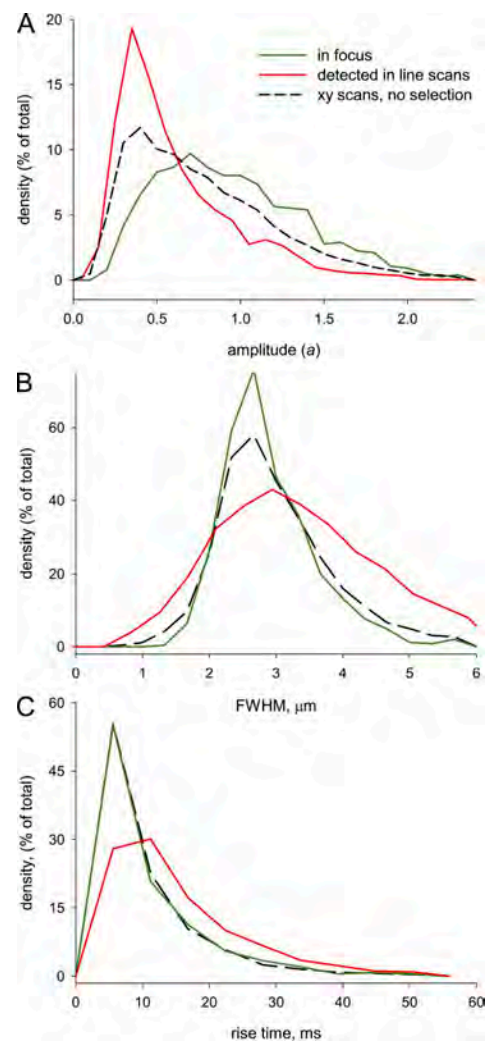 A
20
15
10
5
0
density (% of total)
in focus
detected in line scans
xy scans, no selection
0.0 0.5 1.0 1.5 2.0
amplitude (a)
B
60
40
20
0
density (% of total)
0 1 2 3 4 5 6
FWHM, μm
C
60
45
30
15
0
density, (% of total)
0 10 20 30 40 50 60
rise time, ms